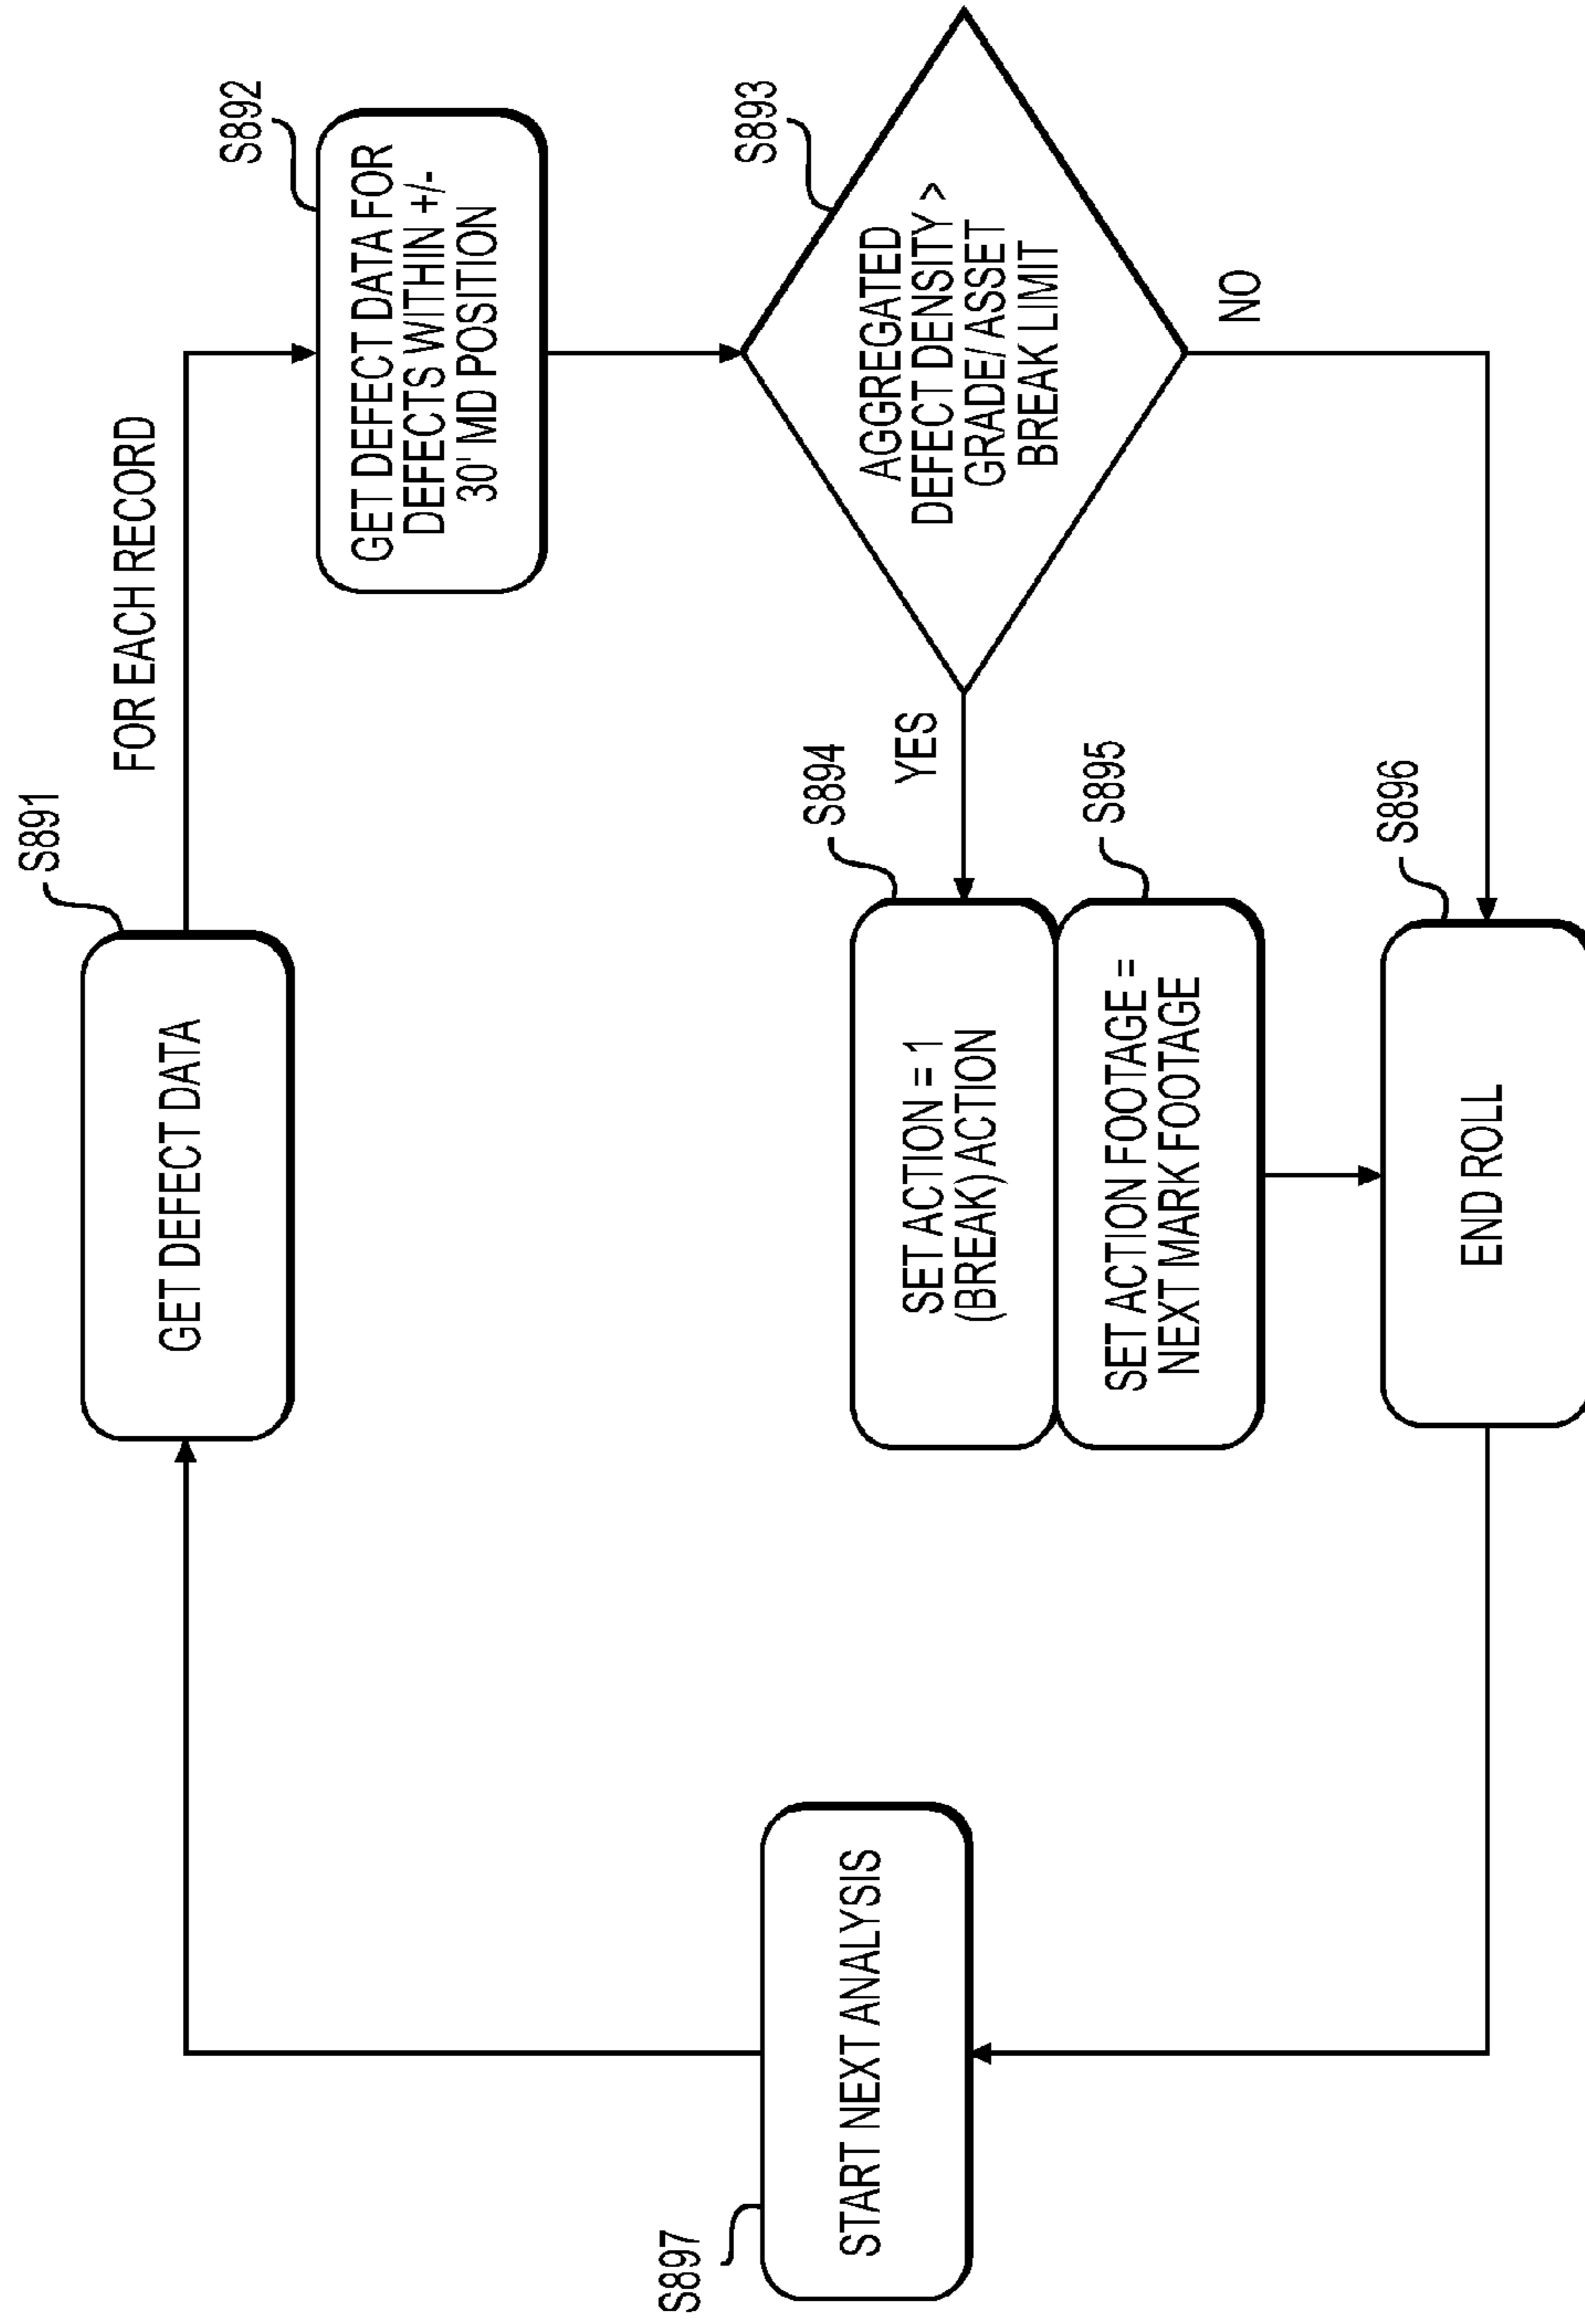 S891
GET DEFECT DATA
FOR EACH RECORD
S892
GET DEFECT DATA FOR
DEFECTS WITHIN +/-
30' MD POSITION
S893
AGGREGATED
DEFECT DENSITY >
GRADE/ASSET
BREAK LIMIT
YES
NO
S894
SET ACTION = 1
(BREAK) ACTION
S895
SET ACTION FOOTAGE =
NEXT MARK FOOTAGE
S896
END ROLL
S897
START NEXT ANALYSIS